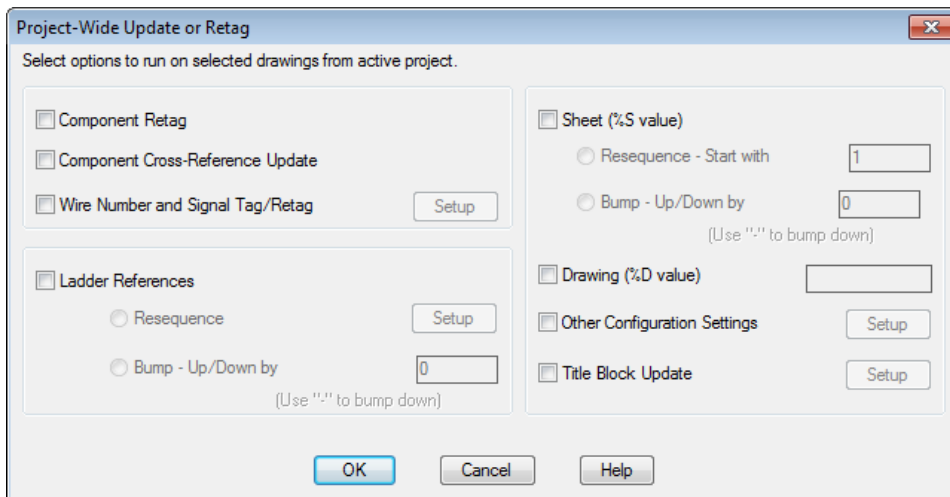 Project-Wide Update or Retag
Select options to run on selected drawings from active project.
Component Retag
Component Cross-Reference Update
Wire Number and Signal Tag/Retag Setup
Ladder References
Resequence Setup
Bump - Up/Down by 0
(Use "-" to bump down)
Sheet (%S value)
Resequence - Start with 1
Bump - Up/Down by 0
(Use "-" to bump down)
Drawing (%D value)
Other Configuration Settings Setup
Title Block Update Setup
OK Cancel Help